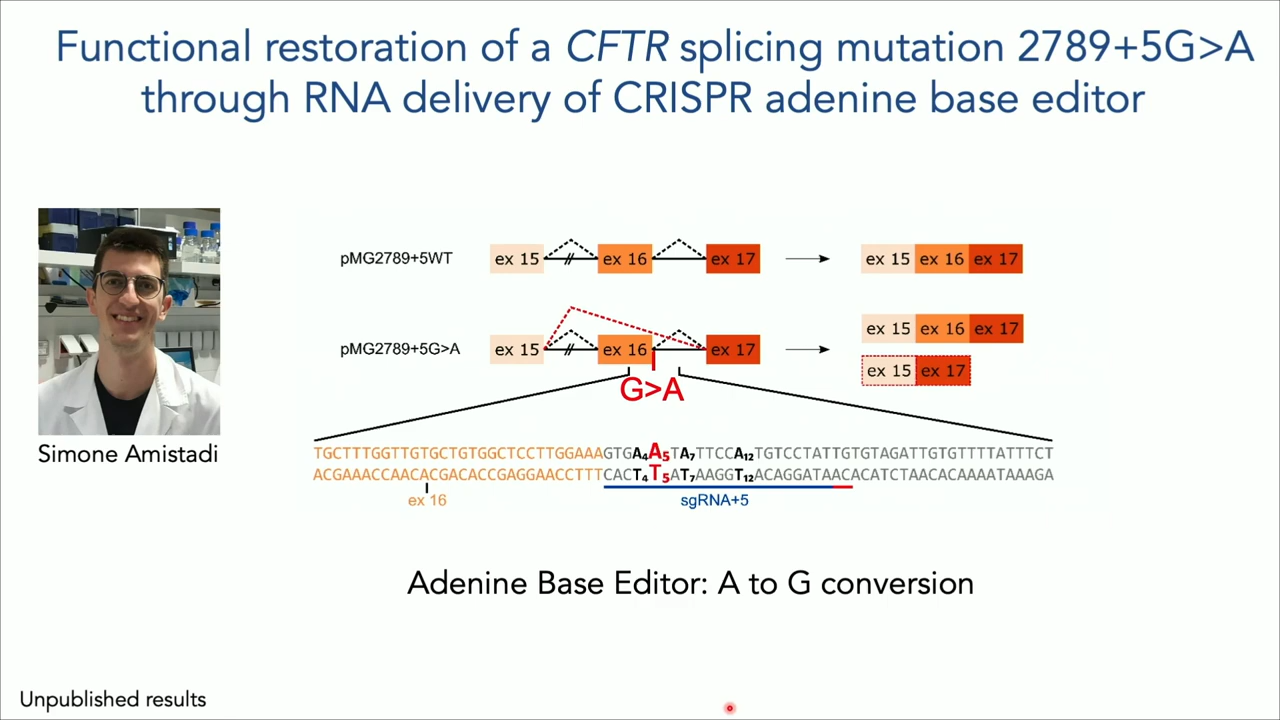 Functional restoration of a CFTR splicing mutation 2789+5G>A
through RNA delivery of CRISPR adenine base editor
pMG2789+5WT ex 15 ex 16 ex 17 ex 15 ex 16 ex 17
ex 15 ex 16 ex 17
pMG2789+5G>A ex 15 ex 16 ex 17
ex 15 ex 17
G>A
TGCTTTGGTTGTGCTGTGGCTCCTTGGAAAGTGA₄A₅TA₇TTCCA₁₂TGTCCTATTGTGTAGATTGTGTTTTATTTCT
ACGAAACCAACACGACACCGAGGAACCTTTCACT₄T₅AT₇AAGGT₁₂ACAGGATAACACATCTAACACAAAATAAAGA
ex 16 sgRNA+5
Simone Amistadi
Adenine Base Editor: A to G conversion
Unpublished results